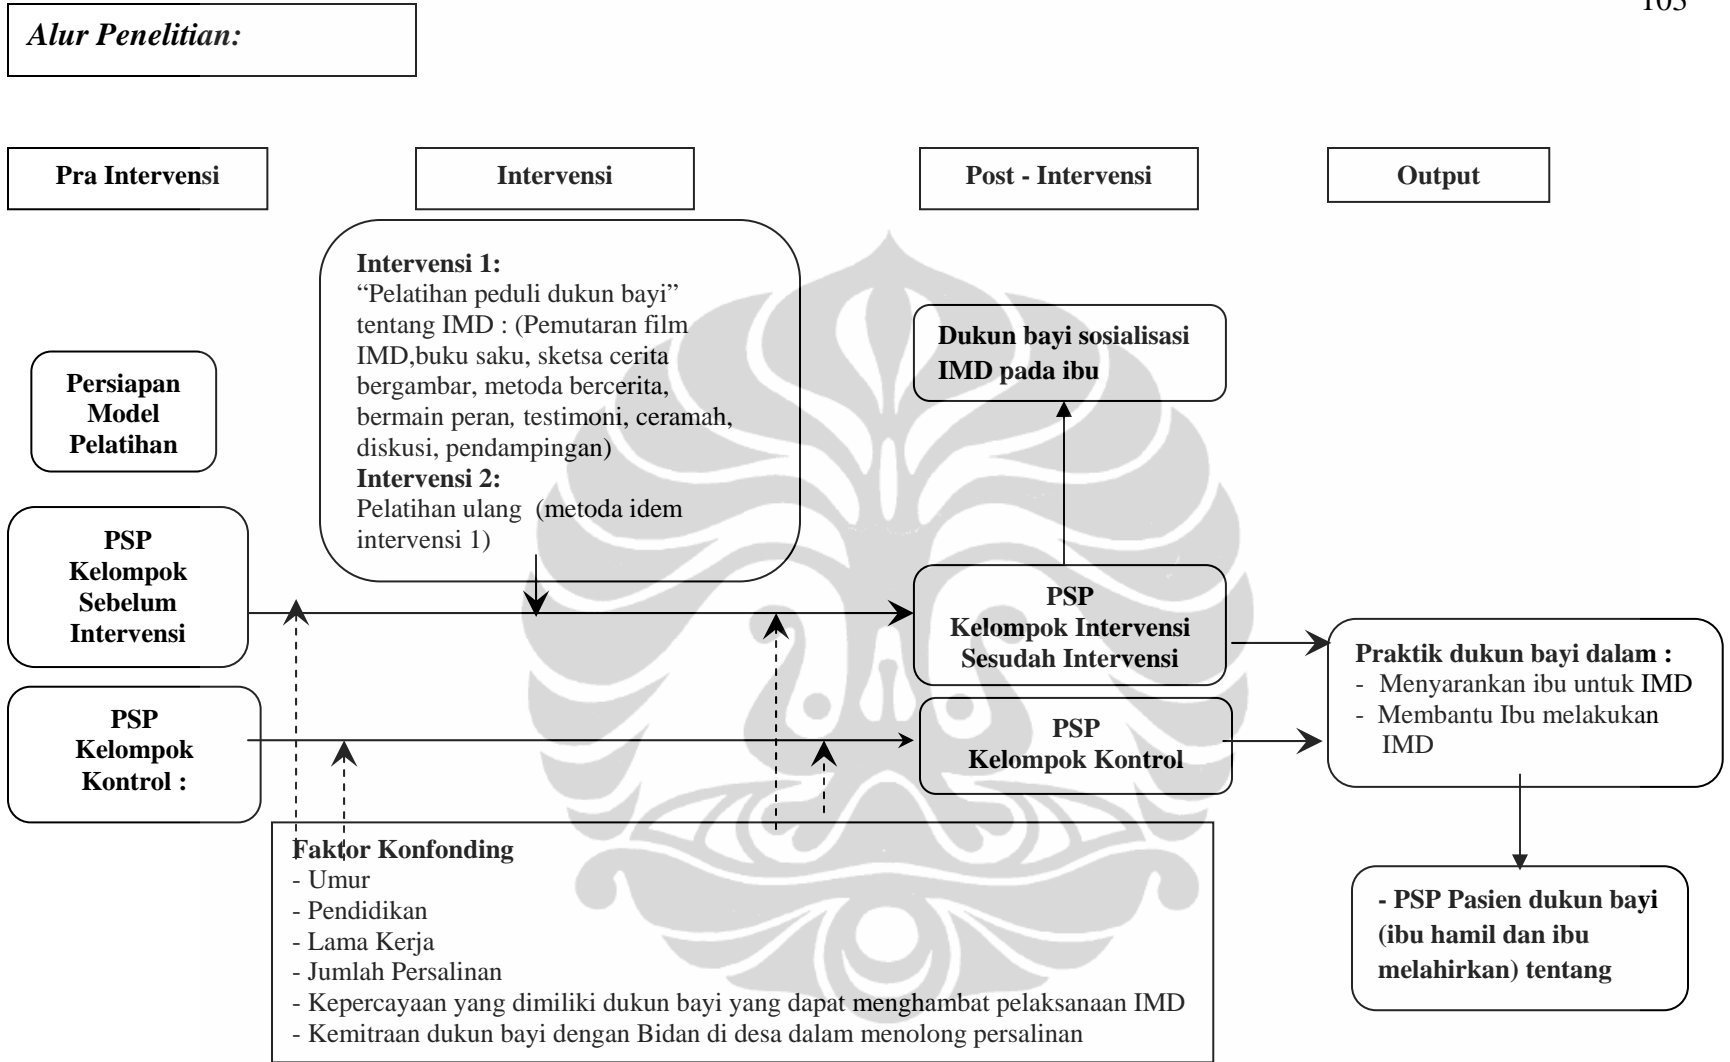 105
Alur Penelitian:
Pra Intervensi
Intervensi
Post - Intervensi
Output
Intervensi 1:
“Pelatihan peduli dukun bayi”
tentang IMD : (Pemutaran film
IMD,buku saku, sketsa cerita
bergambar, metoda bercerita,
bermain peran, testimoni, ceramah,
diskusi, pendampingan)
Intervensi 2:
Pelatihan ulang (metoda idem
intervensi 1)
Persiapan
Model
Pelatihan
Dukun bayi sosialisasi
IMD pada ibu
PSP
Kelompok
Sebelum
Intervensi
PSP
Kelompok Intervensi
Sesudah Intervensi
PSP
Kelompok
Kontrol :
PSP
Kelompok Kontrol
Praktik dukun bayi dalam :
- Menyarankan ibu untuk IMD
- Membantu Ibu melakukan
IMD
Faktor Konfonding
- Umur
- Pendidikan
- Lama Kerja
- Jumlah Persalinan
- Kepercayaan yang dimiliki dukun bayi yang dapat menghambat pelaksanaan IMD
- Kemitraan dukun bayi dengan Bidan di desa dalam menolong persalinan
- PSP Pasien dukun bayi
(ibu hamil dan ibu
melahirkan) tentang